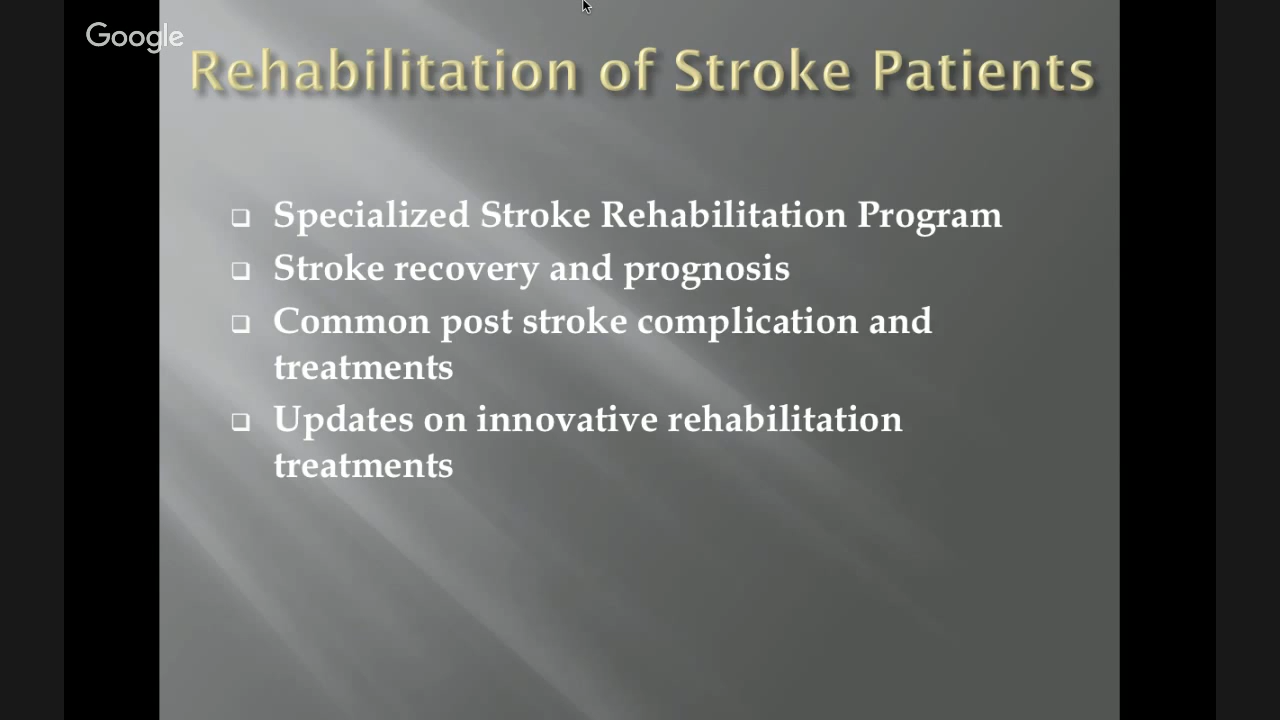 Google
Rehabilitation of Stroke Patients
❑ Specialized Stroke Rehabilitation Program
❑ Stroke recovery and prognosis
❑ Common post stroke complication and
treatments
❑ Updates on innovative rehabilitation
treatments